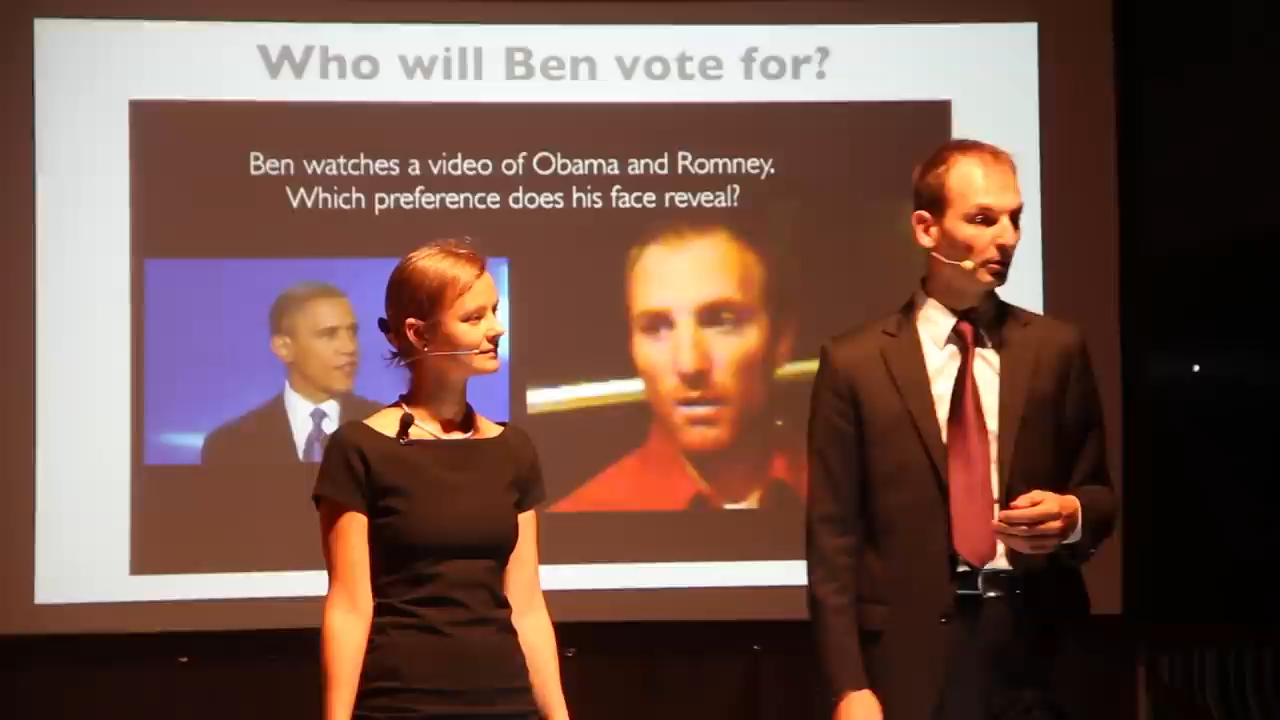 Who will Ben vote for?
Ben watches a video of Obama and Romney.
Which preference does his face reveal?